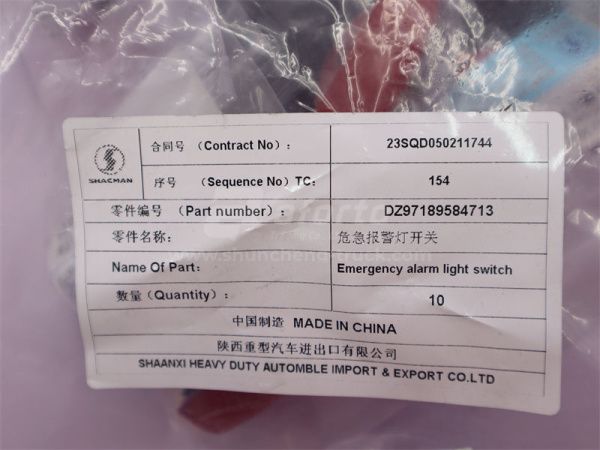 SHACMAN
合同号 （Contract No）： 23SQD050211744
序号 （Sequence No）TC： 154
零件编号 （Part number）： DZ97189584713
零件名称： 危急报警灯开关
Name Of Part： Emergency alarm light switch
数量（Quantity）： 10
中国制造 MADE IN CHINA
陕西重型汽车进出口有限公司
SHAANXI HEAVY DUTY AUTOMBLE IMPORT & EXPORT CO.LTD